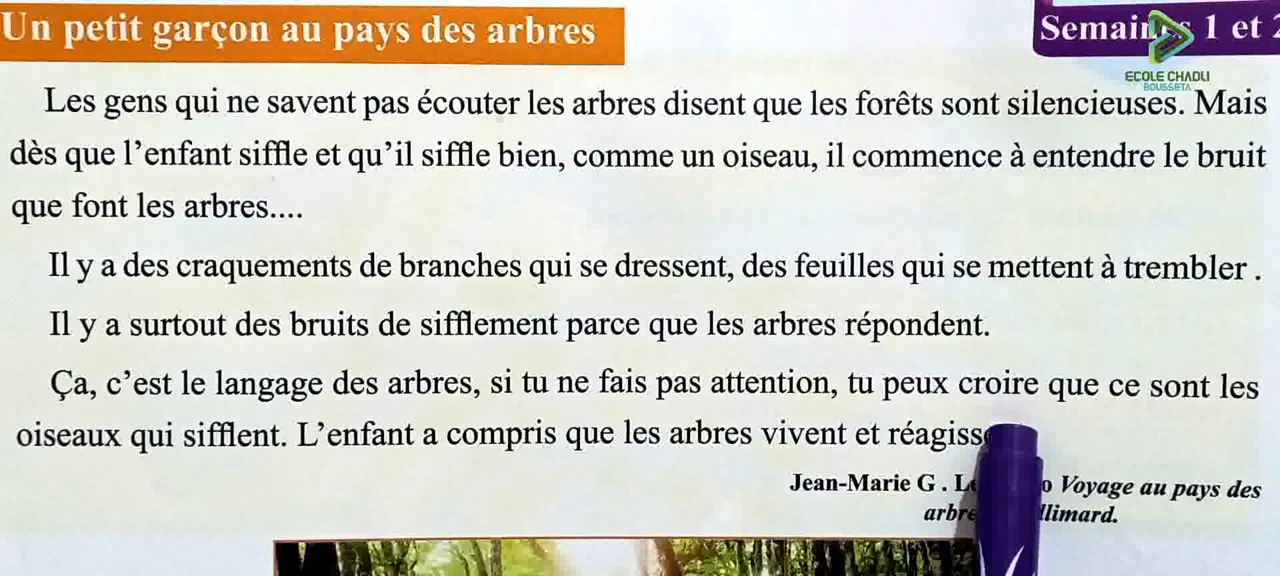 Un petit garçon au pays des arbres
Semaines 1 et 2
ECOLE CHADLI
BOUSSETA
Les gens qui ne savent pas écouter les arbres disent que les forêts sont silencieuses. Mais
dès que l’enfant siffle et qu’il siffle bien, comme un oiseau, il commence à entendre le bruit
que font les arbres....
Il y a des craquements de branches qui se dressent, des feuilles qui se mettent à trembler .
Il y a surtout des bruits de sifflement parce que les arbres répondent.
Ça, c’est le langage des arbres, si tu ne fais pas attention, tu peux croire que ce sont les
oiseaux qui sifflent. L’enfant a compris que les arbres vivent et
Jean-Marie G . Voyage au pays des